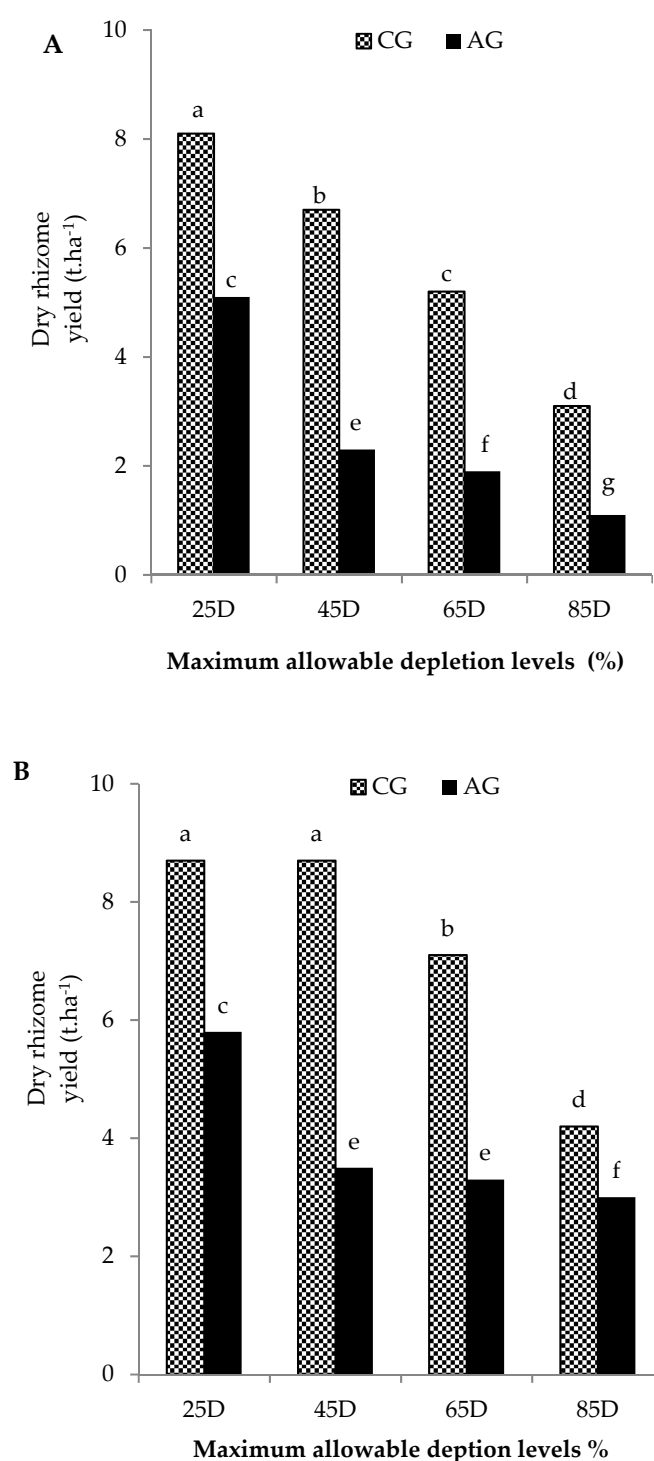 A
CG AG
10
8
6
4
2
0
Dry rhizome
yield (t.ha-1)
a
c
b
e
c
f
d
g
25D 45D 65D 85D
Maximum allowable depletion levels (%)
B
CG AG
10
8
6
4
2
0
Dry rhizome
yield (t.ha-1)
a
c
a
e
b
e
d
f
25D 45D 65D 85D
Maximum allowable deption levels %